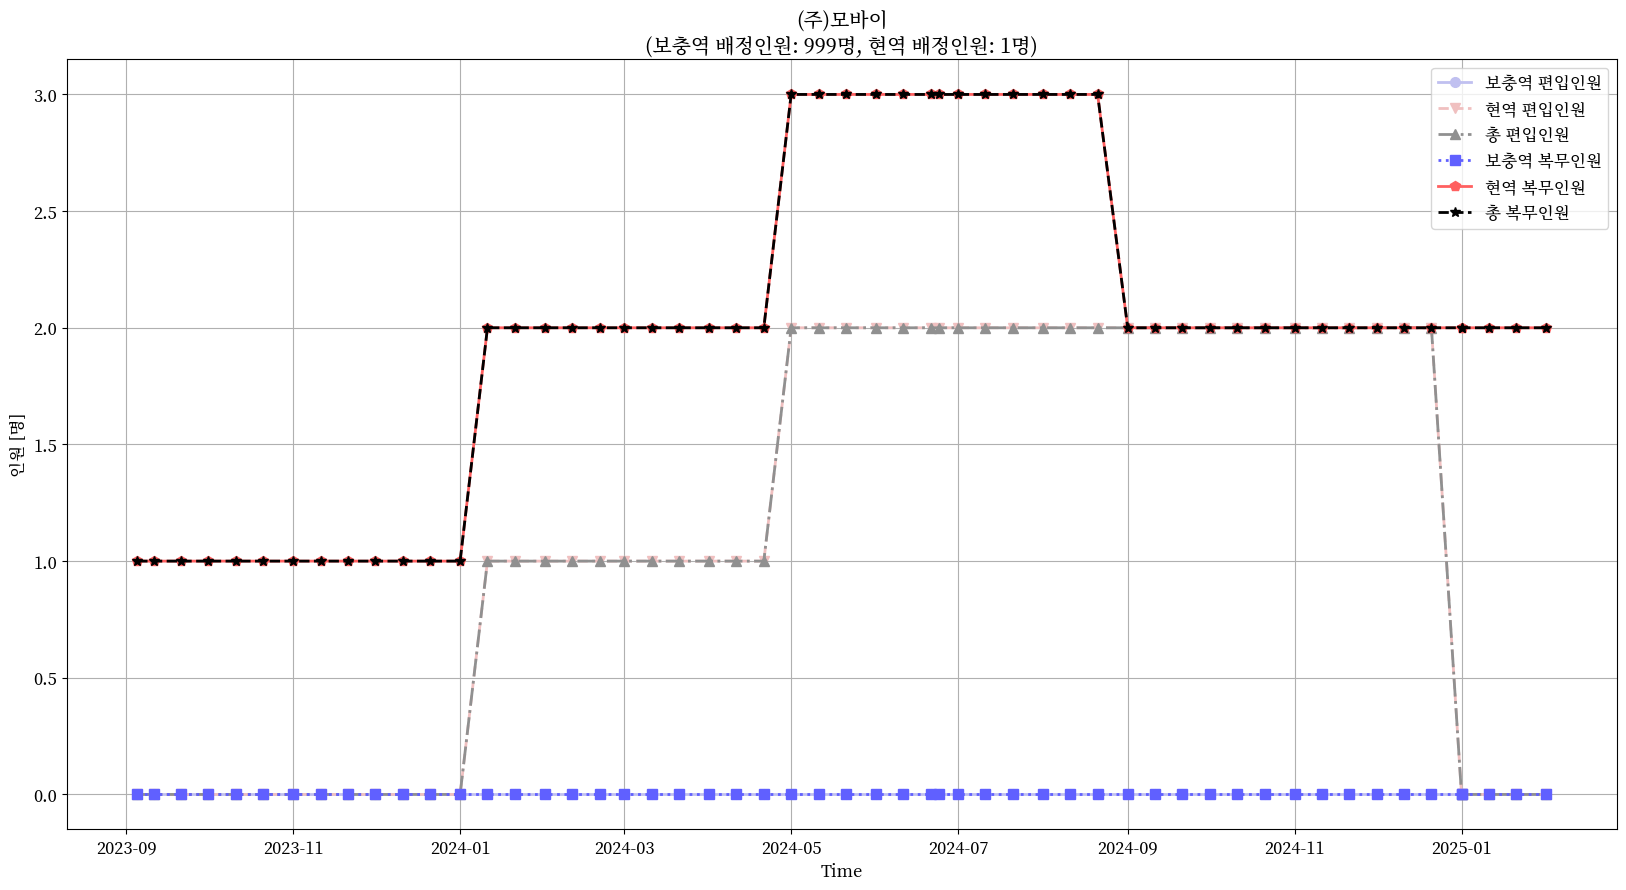 (주)모바이
(보충역 배정인원: 999명, 현역 배정인원: 1명)
보충역 편입인원
현역 편입인원
총 편입인원
보충역 복무인원
현역 복무인원
총 복무인원
인원 [명]
3.0
2.5
2.0
1.5
1.0
0.5
0.0
2023-09 2023-11 2024-01 2024-03 2024-05 2024-07 2024-09 2024-11 2025-01
Time